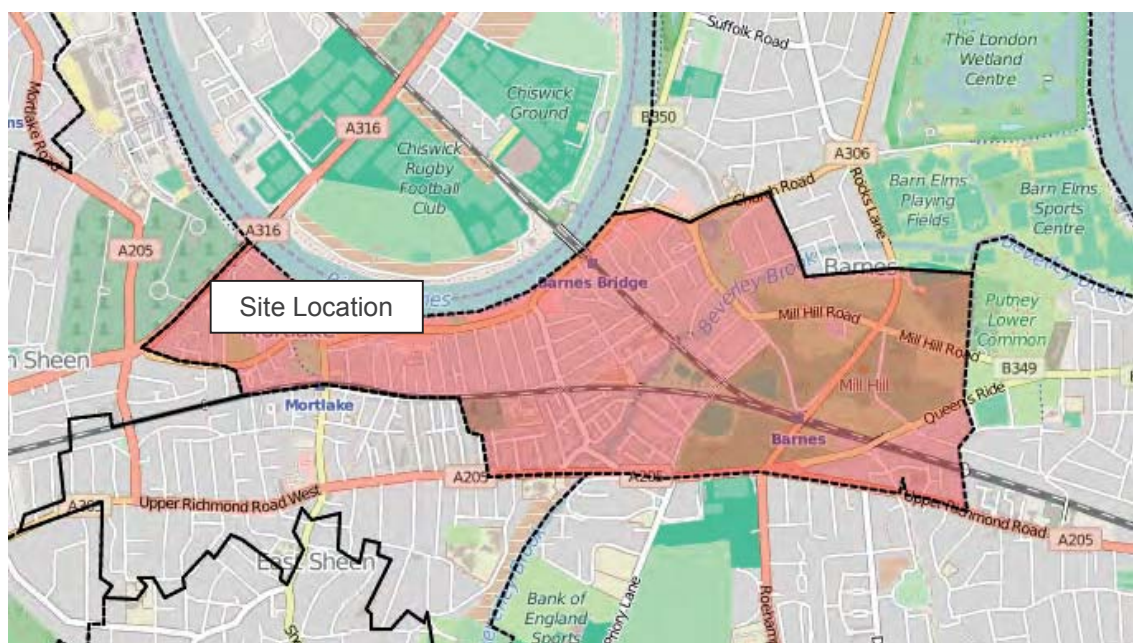 Suffolk Road
The London
Wetland
Centre
Mortlake Road
Chiswick
Ground
A316
B350
A306
Chiswick
Rugby
Football
Club
Church Road
Rocks Lane
Barn Elms
Playing
Fields
Barn Elms
Sports
Centre
A205
A316
Barnes Bridge
Barnes
Beverley Brook
Site Location
Mortlake
Mill Hill Road
Mill Hill Road
Putney
Lower
Common
B349
Mill Hill
Queen's Ride
Mortlake
Barnes
A205
A205
Upper Richmond Road West
A205
Upper Richmond Road
A205
East Sheen
Priory Lane
Bank of
England
Sports